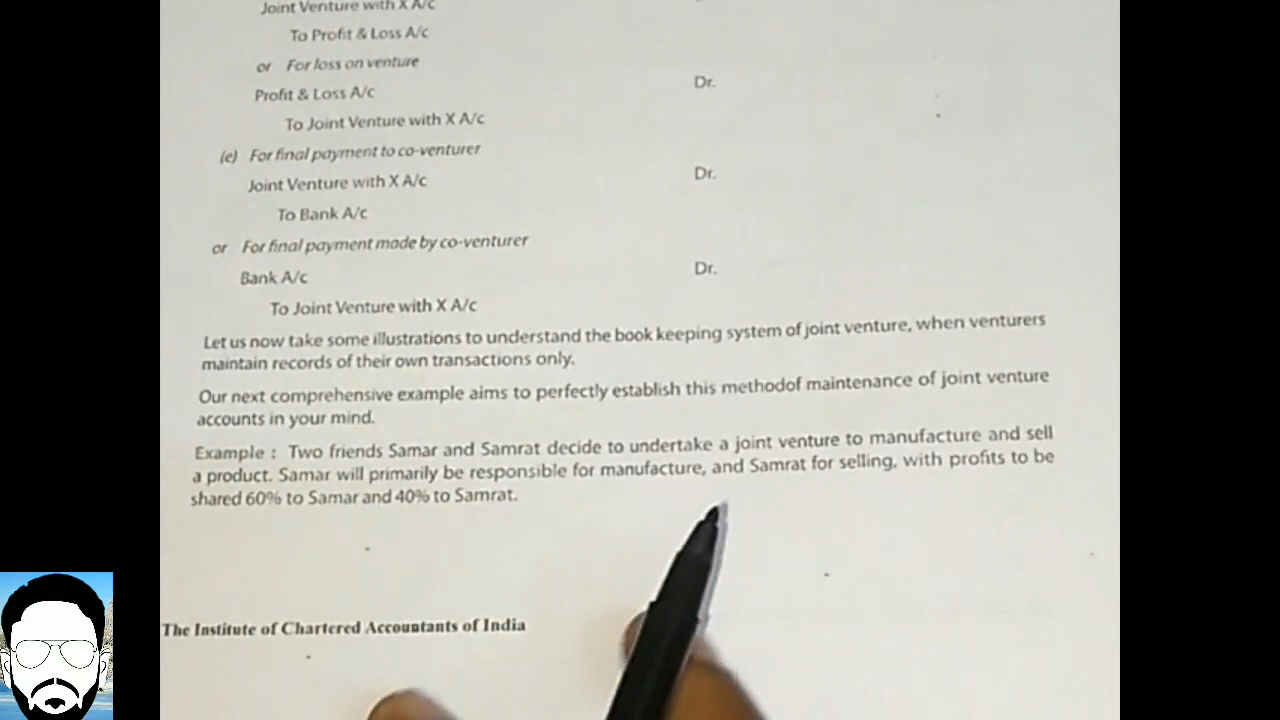 Joint Venture with X A/c
To Profit & Loss A/c
or For loss on venture
Profit & Loss A/c Dr.
To Joint Venture with X A/c
(e) For final payment to co-venturer
Joint Venture with X A/c Dr.
To Bank A/c
or For final payment made by co-venturer
Bank A/c Dr.
To Joint Venture with X A/c
Let us now take some illustrations to understand the book keeping system of joint venture, when venturers
maintain records of their own transactions only.
Our next comprehensive example aims to perfectly establish this methodof maintenance of joint venture
accounts in your mind.
Example : Two friends Samar and Samrat decide to undertake a joint venture to manufacture and sell
a product. Samar will primarily be responsible for manufacture, and Samrat for selling, with profits to be
shared 60% to Samar and 40% to Samrat.
The Institute of Chartered Accountants of India